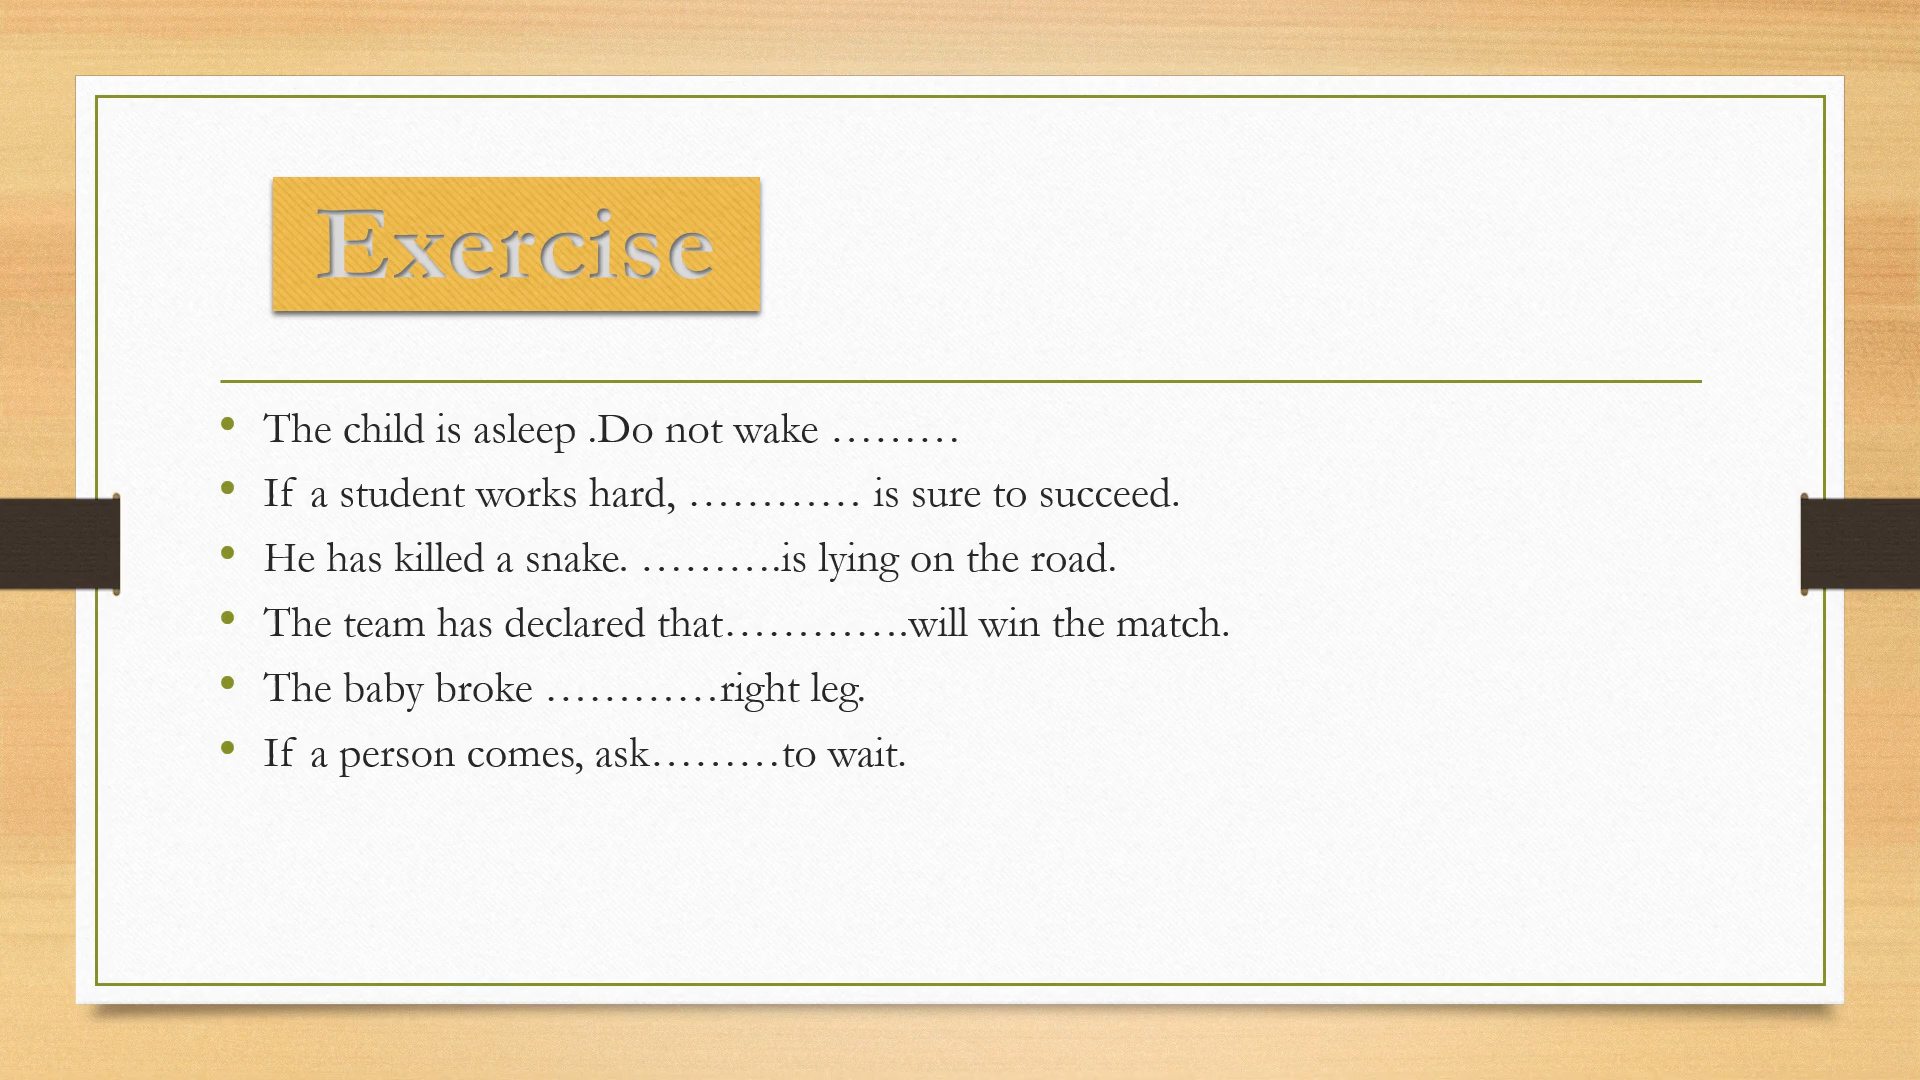 Exercise
• The child is asleep .Do not wake ………
• If a student works hard, ………… is sure to succeed.
• He has killed a snake. ……….is lying on the road.
• The team has declared that………….will win the match.
• The baby broke …………right leg.
• If a person comes, ask………to wait.